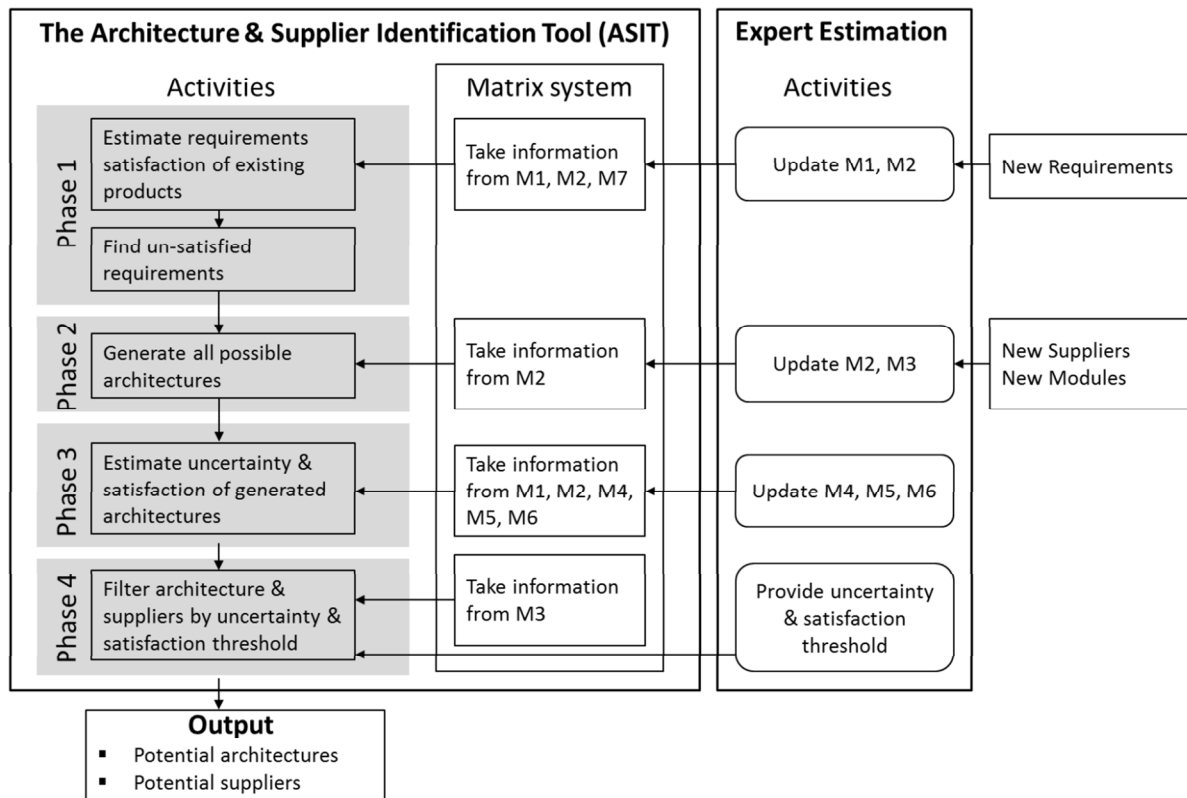 The Architecture & Supplier Identification Tool (ASIT)
Expert Estimation
Activities
Matrix system
Activities
Phase 1
Estimate requirements
satisfaction of existing
products
Take information
from M1, M2, M7
Update M1, M2
New Requirements
Find un-satisfied
requirements
Phase 2
Generate all possible
architectures
Take information
from M2
Update M2, M3
New Suppliers
New Modules
Phase 3
Estimate uncertainty &
satisfaction of generated
architectures
Take information
from M1, M2, M4,
M5, M6
Update M4, M5, M6
Phase 4
Filter architecture &
suppliers by uncertainty &
satisfaction threshold
Take information
from M3
Provide uncertainty
& satisfaction
threshold
Output
▪ Potential architectures
▪ Potential suppliers